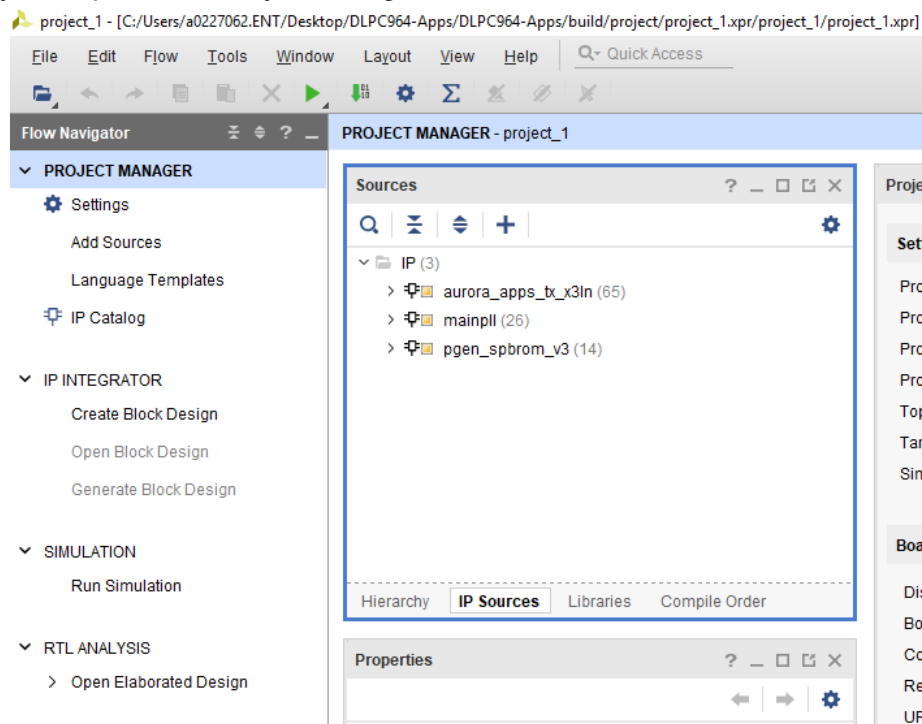 project_1 - [C:/Users/a0227062.ENT/Desktop/DLPC964-Apps/DLPC964-Apps/build/project/project_1.xpr/project_1/project_1.xpr]
File Edit Flow Tools Window Layout View Help Quick Access
Flow Navigator
PROJECT MANAGER
Settings
Add Sources
Language Templates
IP Catalog
IP INTEGRATOR
Create Block Design
Open Block Design
Generate Block Design
SIMULATION
Run Simulation
RTL ANALYSIS
Open Elaborated Design
PROJECT MANAGER - project_1
Sources
IP (3)
aurora_apps_tx_x3ln (65)
mainpll (26)
pgen_spbrom_v3 (14)
Hierarchy IP Sources Libraries Compile Order
Properties